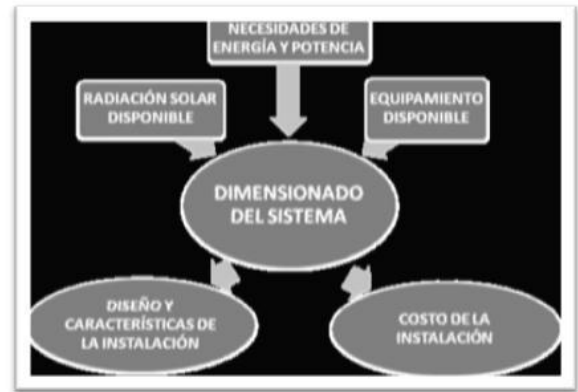 NECESIDADES DE
ENERGÍA Y POTENCIA
RADIACIÓN SOLAR
DISPONIBLE
EQUIPAMIENTO
DISPONIBLE
DIMENSIONADO
DEL SISTEMA
DISEÑO Y
CARACTERÍSTICAS DE
LA INSTALACIÓN
COSTO DE LA
INSTALACIÓN